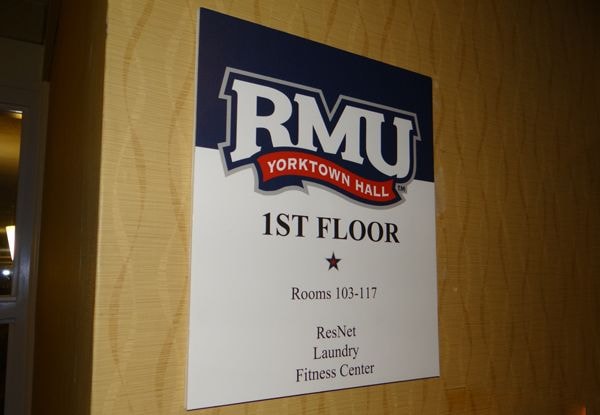 RMU
YORKTOWN HALL
TM
1ST FLOOR
Rooms 103-117
ResNet
Laundry
Fitness Center